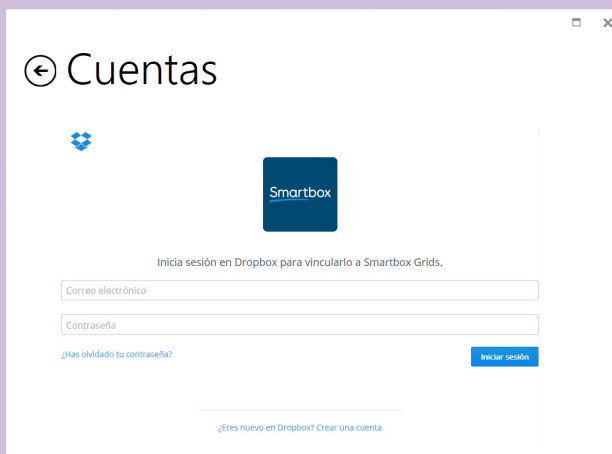 Cuentas
Smartbox
Inicia sesión en Dropbox para vincularlo a Smartbox Grids.
Correo electrónico
Contraseña
¿Has olvidado tu contraseña?
Iniciar sesión
¿Eres nuevo en Dropbox? Crear una cuenta